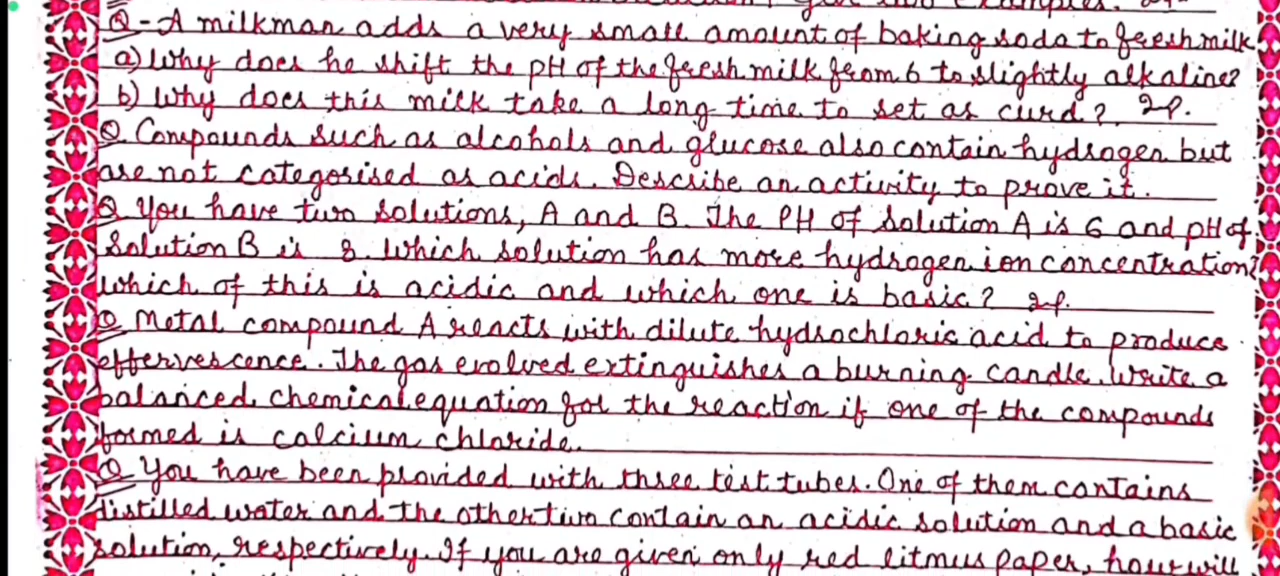 Q - A milkman adds a very small amount of baking soda to fresh milk.
a) Why does he shift the pH of the fresh milk from 6 to slightly alkaline?
b) Why does this milk take a long time to set as curd? 2p.
Q Compounds such as alcohols and glucose also contain hydrogen but
are not categorised as acids. Describe an activity to prove it.
Q You have two solutions, A and B. The PH of solution A is 6 and pH of
solution B is 8. Which solution has more hydrogen ion concentration?
which of this is acidic and which one is basic? 2p.
Q Metal compound A reacts with dilute hydrochloric acid to produce
effervescence. The gas evolved extinguishes a burning candle. Write a
balanced chemical equation for the reaction if one of the compounds
formed is calcium chloride.
Q You have been provided with three test tubes. One of them contains
distilled water and the other two contain an acidic solution and a basic
solution, respectively. If you are given only red litmus paper, how will